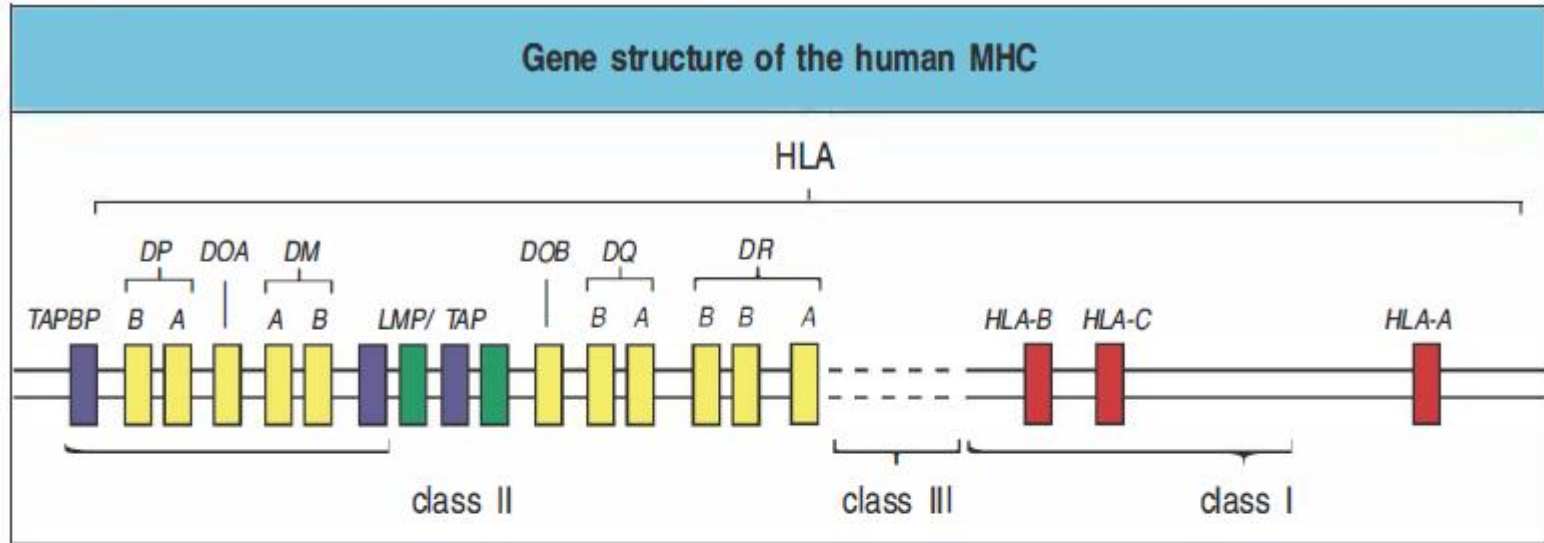 Gene structure of the human MHC
HLA
DP DOA DM DOB DQ DR
TAPBP B A A B LMP/ TAP B A B B A HLA-B HLA-C HLA-A
class II class III class I